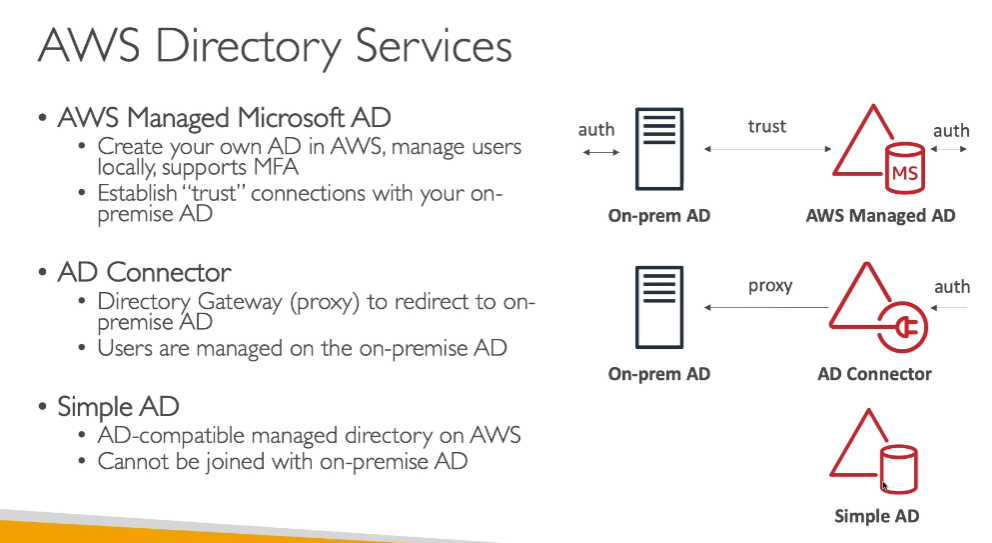 AWS Directory Services
• AWS Managed Microsoft AD
• Create your own AD in AWS, manage users
locally, supports MFA
• Establish “trust” connections with your on-
premise AD
• AD Connector
• Directory Gateway (proxy) to redirect to on-
premise AD
• Users are managed on the on-premise AD
• Simple AD
• AD-compatible managed directory on AWS
• Cannot be joined with on-premise AD
auth
trust
auth
MS
On-prem AD
AWS Managed AD
proxy
auth
On-prem AD
AD Connector
Simple AD